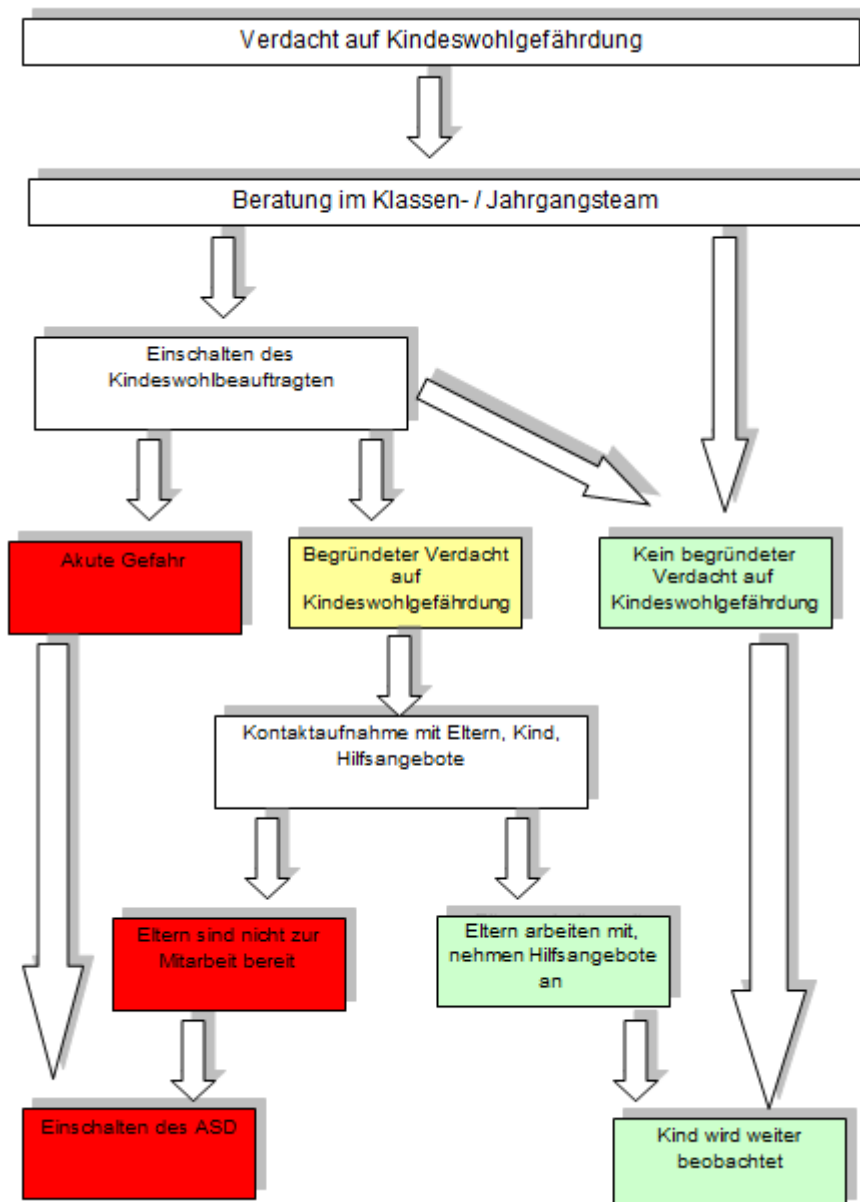 Verdacht auf Kindeswohlgefährdung
Beratung im Klassen- / Jahrgangsteam
Einschalten des
Kindeswohlbeauftragten
Akute Gefahr
Begründeter Verdacht
auf
Kindeswohlgefährdung
Kein begründeter
Verdacht auf
Kindeswohlgefährdung
Kontaktaufnahme mit Eltern, Kind,
Hilfsangebote
Eltern sind nicht zur
Mitarbeit bereit
Eltern arbeiten mit,
nehmen Hilfsangebote
an
Einschalten des ASD
Kind wird weiter
beobachtet